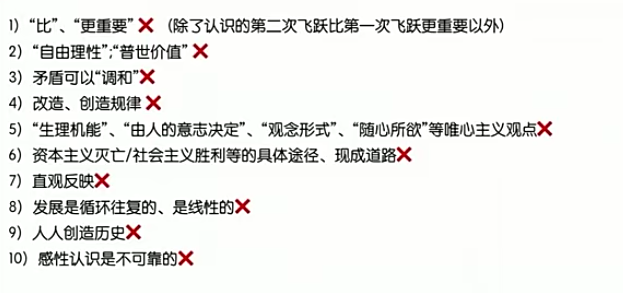 1）“比”、“更重要”❌（除了认识的第二次飞跃比第一次飞跃更重要以外）
2）“自由理性”;“普世价值”❌
3）矛盾可以“调和”❌
4）改造、创造规律❌
5）“生理机能”、“由人的意志决定”、“观念形式”、“随心所欲”等唯心主义观点❌
6）资本主义灭亡/社会主义胜利等的具体途径、现成道路❌
7）直观反映❌
8）发展是循环往复的、是线性的❌
9）人人创造历史❌
10）感性认识是不可靠的❌